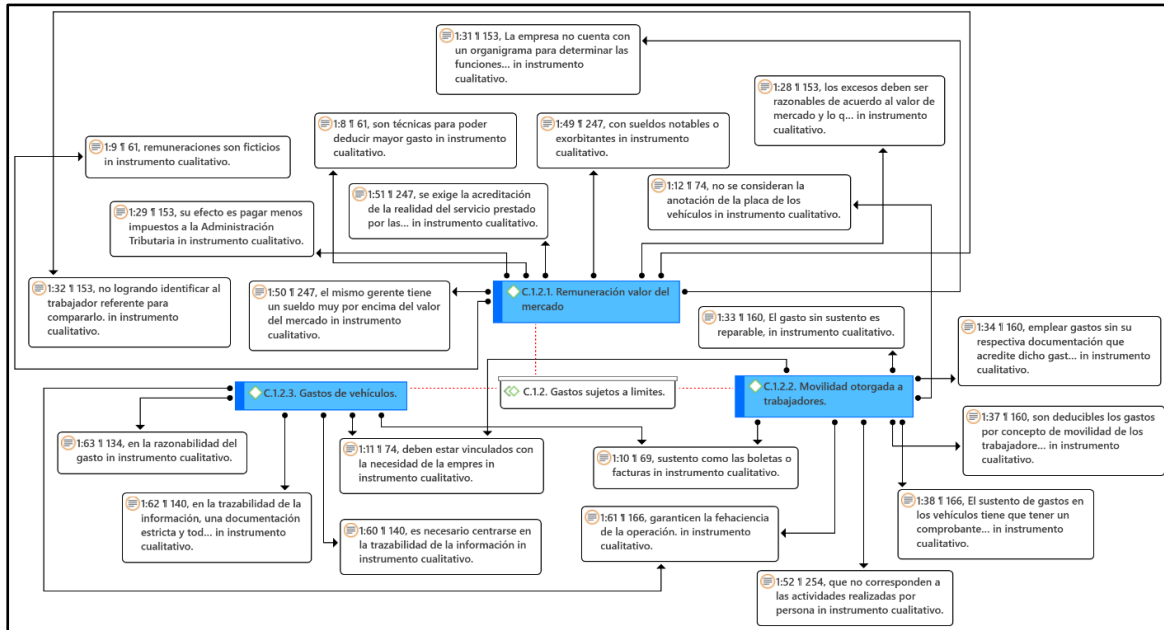 1:31 ¶ 153, La empresa no cuenta con
un organigrama para determinar las
funciones... in instrumento
cualitativo.
1:28 ¶ 153, los excesos deben ser
razonables de acuerdo al valor de
mercado y lo q... in instrumento
cualitativo.
1:8 ¶ 61, son técnicas para poder
deducir mayor gasto in instrumento
cualitativo.
1:49 ¶ 247, con sueldos notables o
exorbitantes in instrumento
cualitativo.
1:9 ¶ 61, remuneraciones son ficticios
in instrumento cualitativo.
1:51 ¶ 247, se exige la acreditación
de la realidad del servicio prestado
por las... in instrumento cualitativo.
1:12 ¶ 74, no se consideran la
anotación de la placa de los
vehículos in instrumento cualitativo.
1:29 ¶ 153, su efecto es pagar menos
impuestos a la Administración
Tributaria in instrumento cualitativo.
1:32 ¶ 153, no logrando identificar al
trabajador referente para
compararlo. in instrumento
cualitativo.
1:50 ¶ 247, el mismo gerente tiene
un sueldo muy por encima del valor
del mercado in instrumento
cualitativo.
C.1.2.1. Remuneración valor del
mercado
1:33 ¶ 160, El gasto sin sustento es
reparable, in instrumento cualitativo.
1:34 ¶ 160, emplear gastos sin su
respectiva documentación que
acredite dicho gast... in instrumento
cualitativo.
C.1.2.3. Gastos de vehículos.
C.1.2. Gastos sujetos a limites.
C.1.2.2. Movilidad otorgada a
trabajadores.
1:63 ¶ 134, en la razonabilidad del
gasto in instrumento cualitativo.
1:11 ¶ 74, deben estar vinculados con
la necesidad de la empres in
instrumento cualitativo.
1:10 ¶ 69, sustento como las boletas o
facturas in instrumento cualitativo.
1:37 ¶ 160, son deducibles los gastos
por concepto de movilidad de los
trabajadore... in instrumento
cualitativo.
1:62 ¶ 140, en la trazabilidad de la
información, una documentación
estricta y tod... in instrumento
cualitativo.
1:60 ¶ 140, es necesario centrarse
en la trazabilidad de la información in
instrumento cualitativo.
1:61 ¶ 166, garanticen la fehaciencia
de la operación. in instrumento
cualitativo.
1:38 ¶ 166, El sustento de gastos en
los vehículos tiene que tener un
comprobante... in instrumento
cualitativo.
1:52 ¶ 254, que no corresponden a
las actividades realizadas por
persona in instrumento cualitativo.